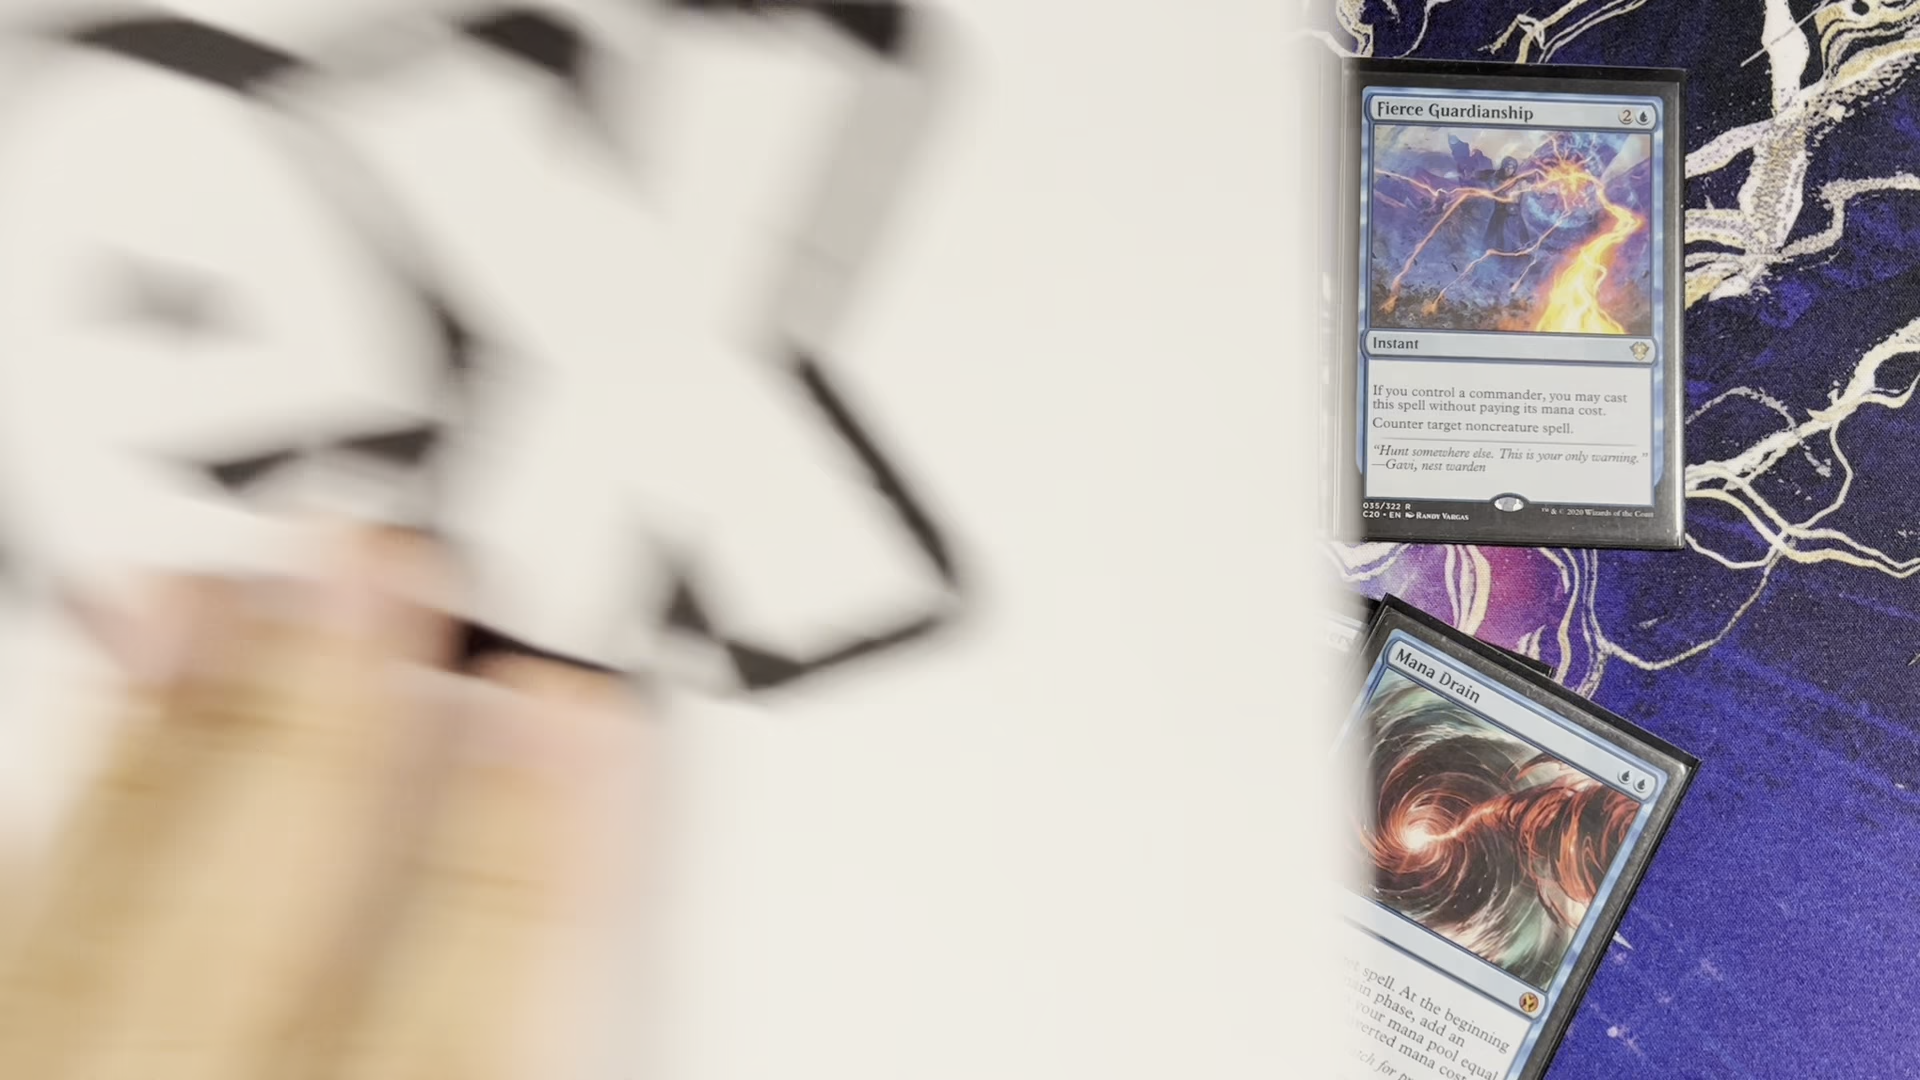 Fierce Guardianship 2
Instant
If you control a commander, you may cast
this spell without paying its mana cost.
Counter target noncreature spell.
"Hunt somewhere else. This is your only warning."
—Gavi, nest warden
035/322 R
C20 • EN RANDY VARGAS
™ & © 2020 Wizards of the Coast
Mana Drain
spell. At the beginning
phase, add an
your mana pool equal
mana cost
for